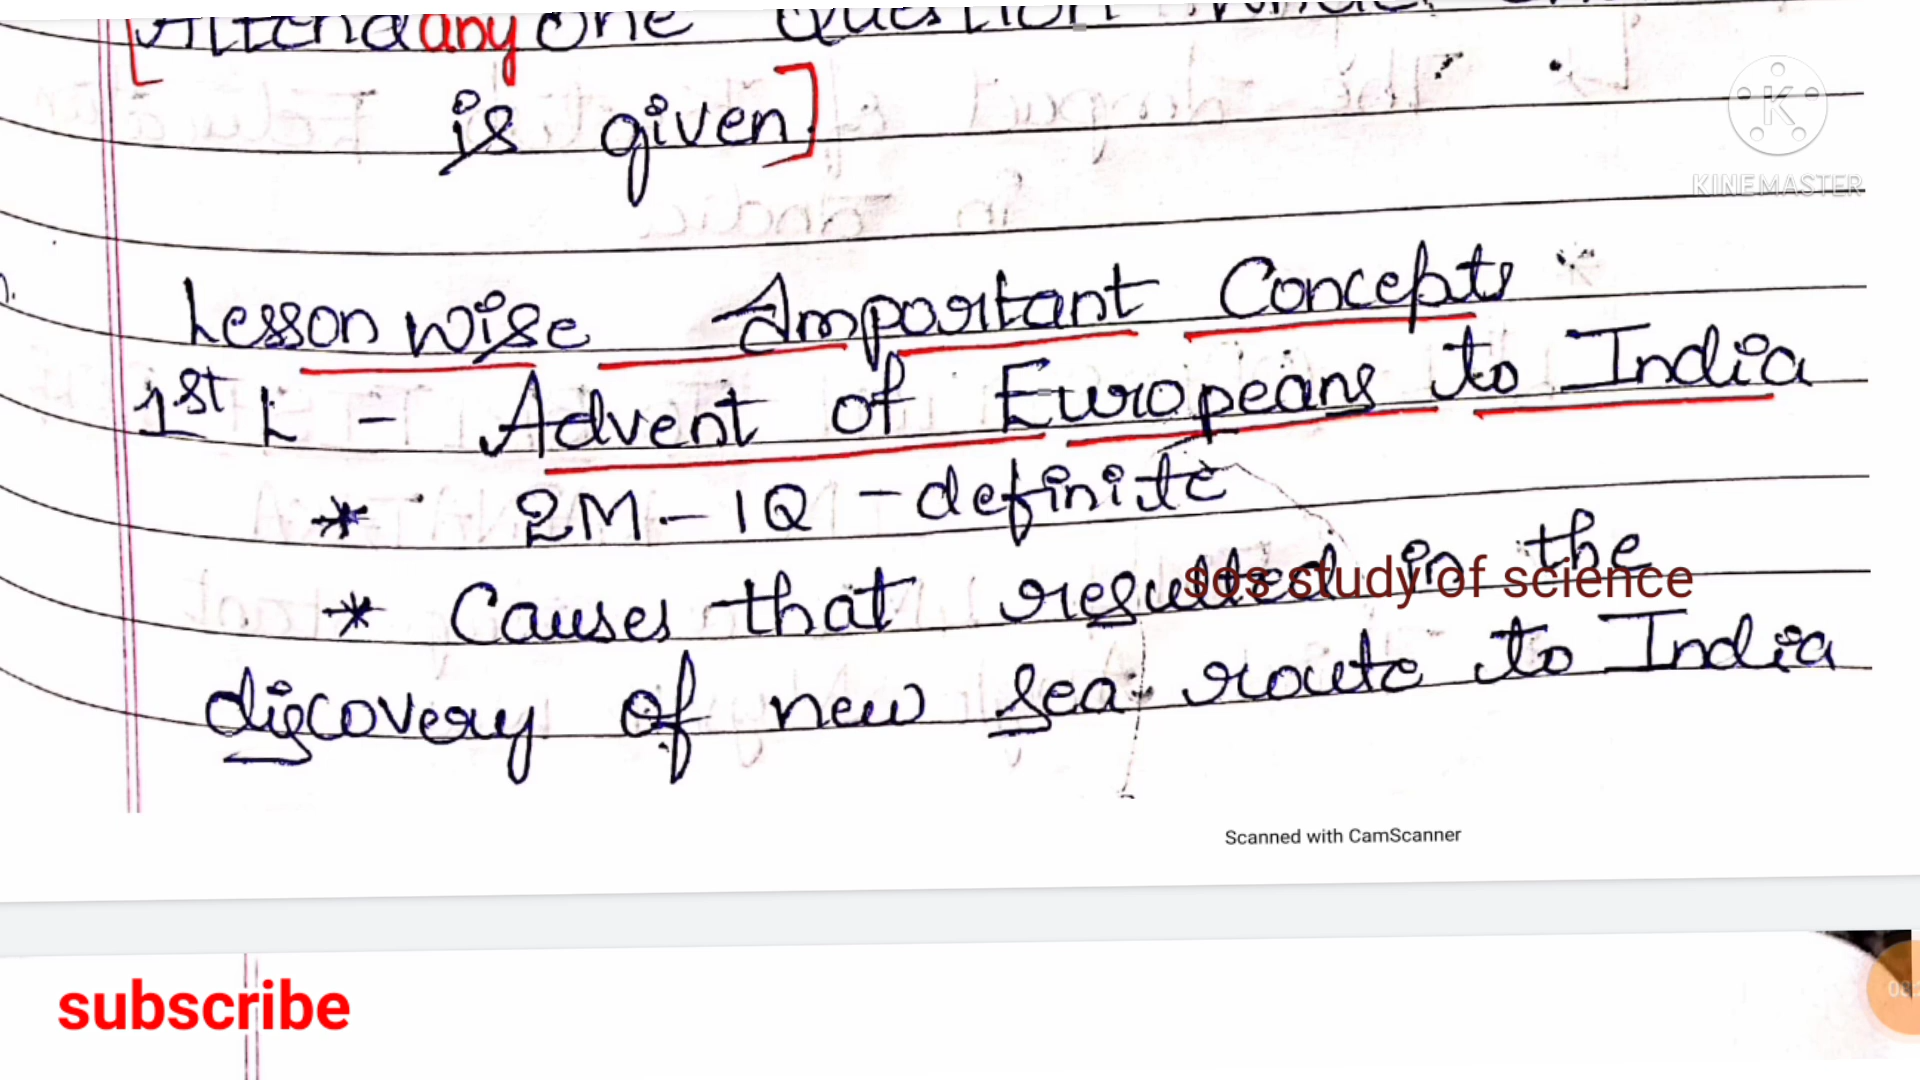 [Attend any one question
is given]
KINEMASTER
Lesson wise Important Concepts
1st L - Advent of Europeans to India
* 2M - 1Q - definite
* Causes that resulted in the
sos study of science
discovery of new sea route to India
Scanned with CamScanner
subscribe